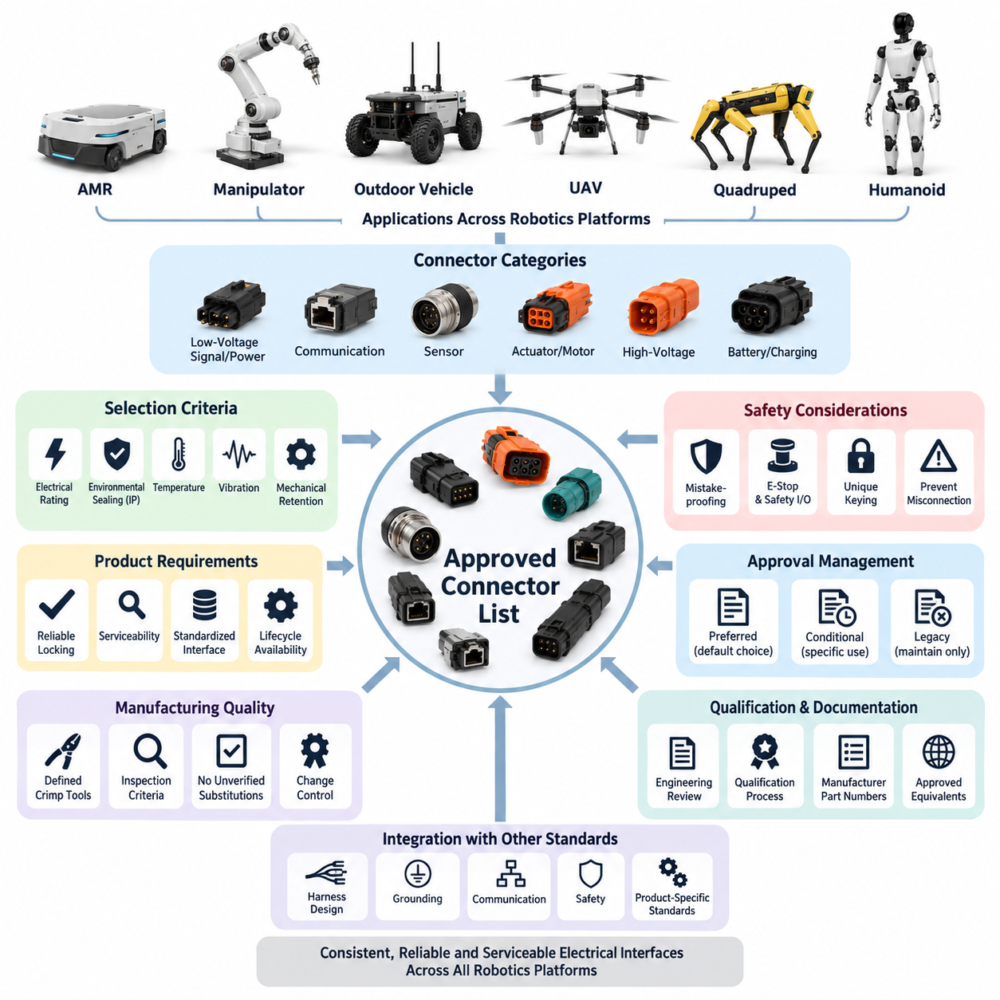 AMR
Manipulator
Outdoor Vehicle
UAV
Quadruped
Humanoid
Applications Across Robotics Platforms
Connector Categories
Low-Voltage
Signal/Power
Communication
Sensor
Actuator/Motor
High-Voltage
Battery/Charging
Selection Criteria
Electrical
Rating
Environmental
Sealing (IP)
Temperature
Vibration
Mechanical
Retention
Safety Considerations
Mistake-
proofing
E-Stop
& Safety I/O
Unique
Keying
Prevent
Misconnection
Product Requirements
Reliable
Locking
Serviceability
Standardized
Interface
Lifecycle
Availability
Approved
Connector
List
Approval Management
Preferred
(default choice)
Conditional
(specific use)
Legacy
(maintain only)
Manufacturing Quality
Defined
Crimp Tools
Inspection
Criteria
No Unverified
Substitutions
Change
Control
Qualification & Documentation
Engineering
Review
Qualification
Process
Manufacturer
Part Numbers
Approved
Equivalents
Integration with Other Standards
Harness
Design
Grounding
Communication
Safety
Product-Specific
Standards
Consistent, Reliable and Serviceable Electrical Interfaces
Across All Robotics Platforms